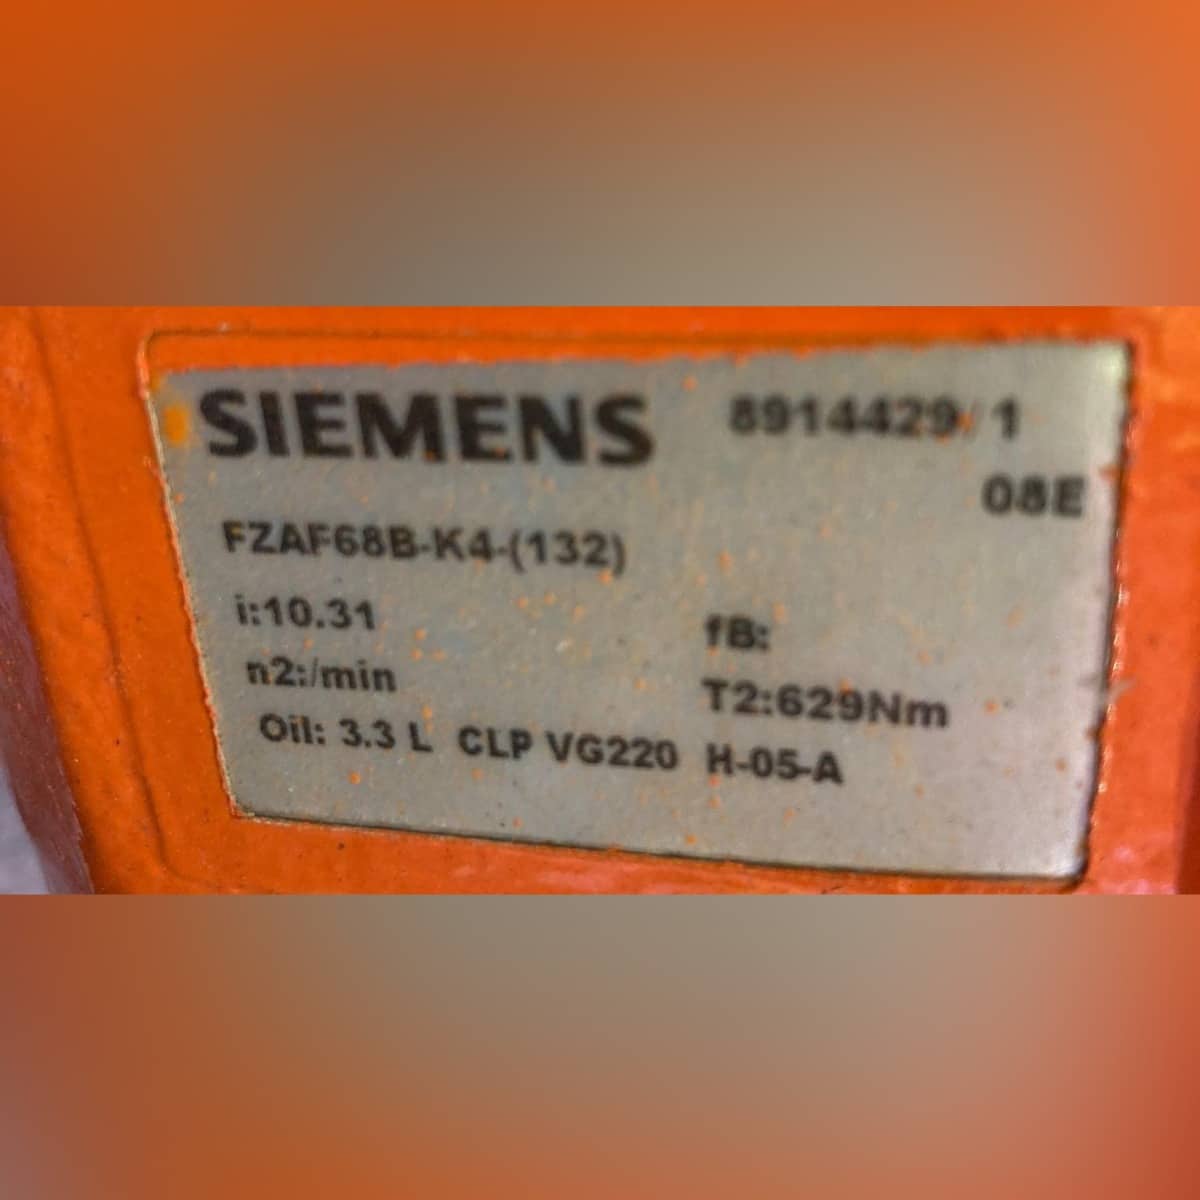 SIEMENS 8914429/1
08E
FZAF68B-K4-(132)
i:10.31 fB:
n2:/min T2:629Nm
Oil: 3.3 L CLP VG220 H-05-A